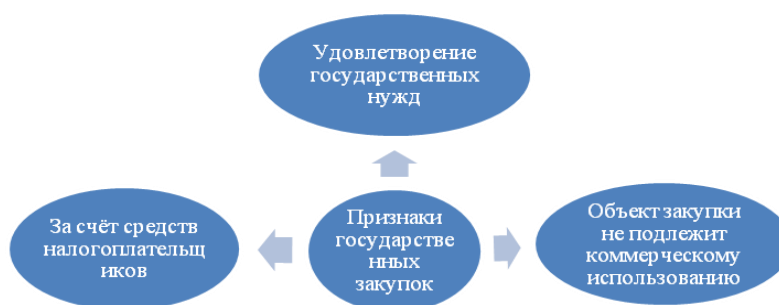 Удовлетворение
государственных
нужд
За счёт средств
налогоплательщ
иков
Признаки
государстве
нных
закупок
Объект закупки
не подлежит
коммерческому
использованию